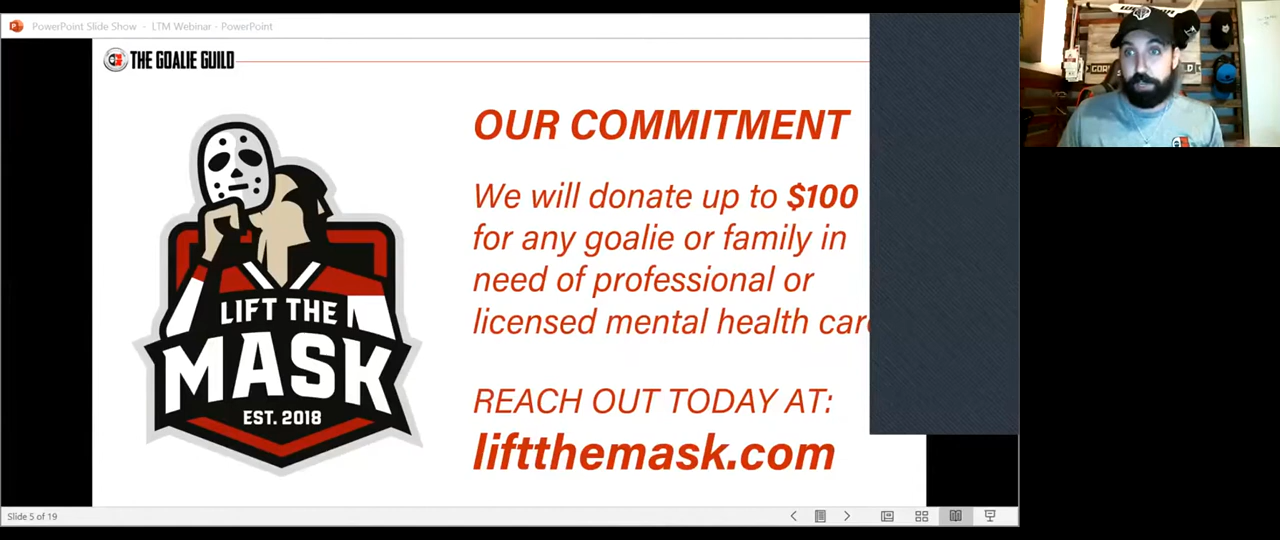 PowerPoint Slide Show - LTM Webinar - PowerPoint
THE GOALIE GUILD
OUR COMMITMENT
We will donate up to $100
for any goalie or family in
need of professional or
licensed mental health care
REACH OUT TODAY AT:
liftthemask.com
LIFT THE
MASK
EST. 2018
Slide 5 of 19